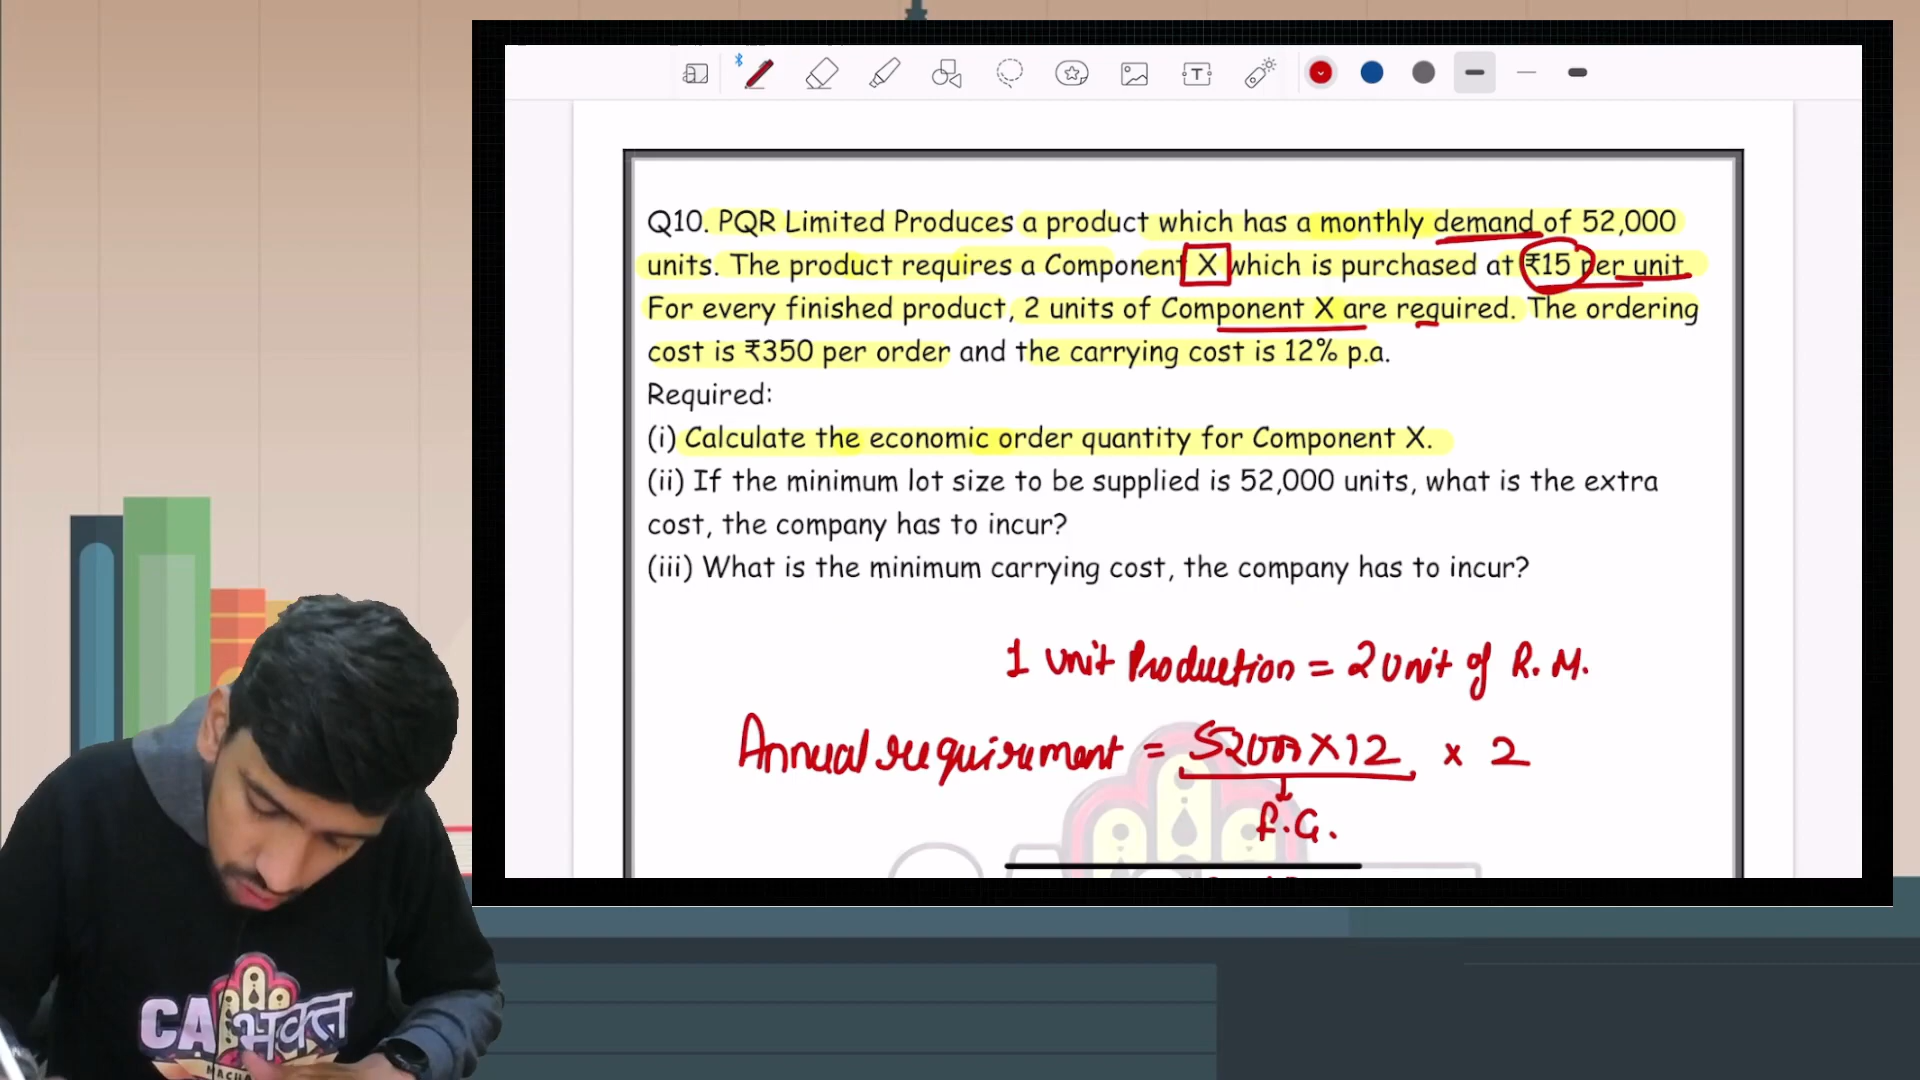 Q10. PQR Limited Produces a product which has a monthly demand of 52,000
units. The product requires a Component X which is purchased at ₹15 per unit
For every finished product, 2 units of Component X are required. The ordering
cost is ₹350 per order and the carrying cost is 12% p.a.
Required:
(i) Calculate the economic order quantity for Component X.
(ii) If the minimum lot size to be supplied is 52,000 units, what is the extra
cost, the company has to incur?
(iii) What is the minimum carrying cost, the company has to incur?
1 Unit Production = 2 Unit of R.M.
Annual requirement = 52000 X 12 x 2
F.G.
CA भक्त